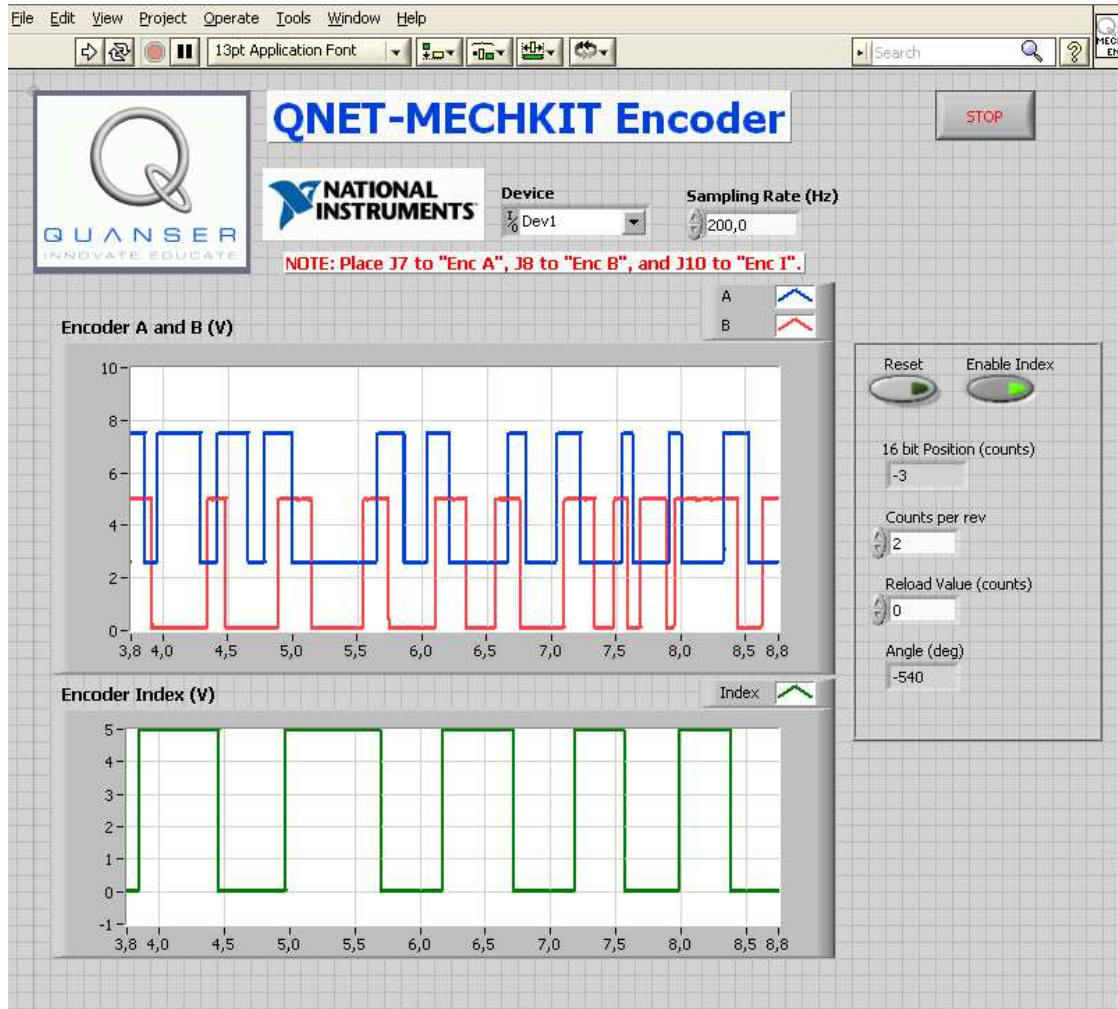 File Edit View Project Operate Tools Window Help
13pt Application Font
Search
QNET-MECHKIT Encoder
STOP
QUANSER
INNOVATE EDUCATE
NATIONAL
INSTRUMENTS
Device
Dev1
Sampling Rate (Hz)
200,0
NOTE: Place J7 to "Enc A", J8 to "Enc B", and J10 to "Enc I".
A
B
Encoder A and B (V)
10
8
6
4
2
0
3,8 4,0 4,5 5,0 5,5 6,0 6,5 7,0 7,5 8,0 8,5 8,8
Reset Enable Index
16 bit Position (counts)
-3
Counts per rev
2
Reload Value (counts)
0
Angle (deg)
-540
Encoder Index (V)
Index
5
4
3
2
1
0
-1
3,8 4,0 4,5 5,0 5,5 6,0 6,5 7,0 7,5 8,0 8,5 8,8